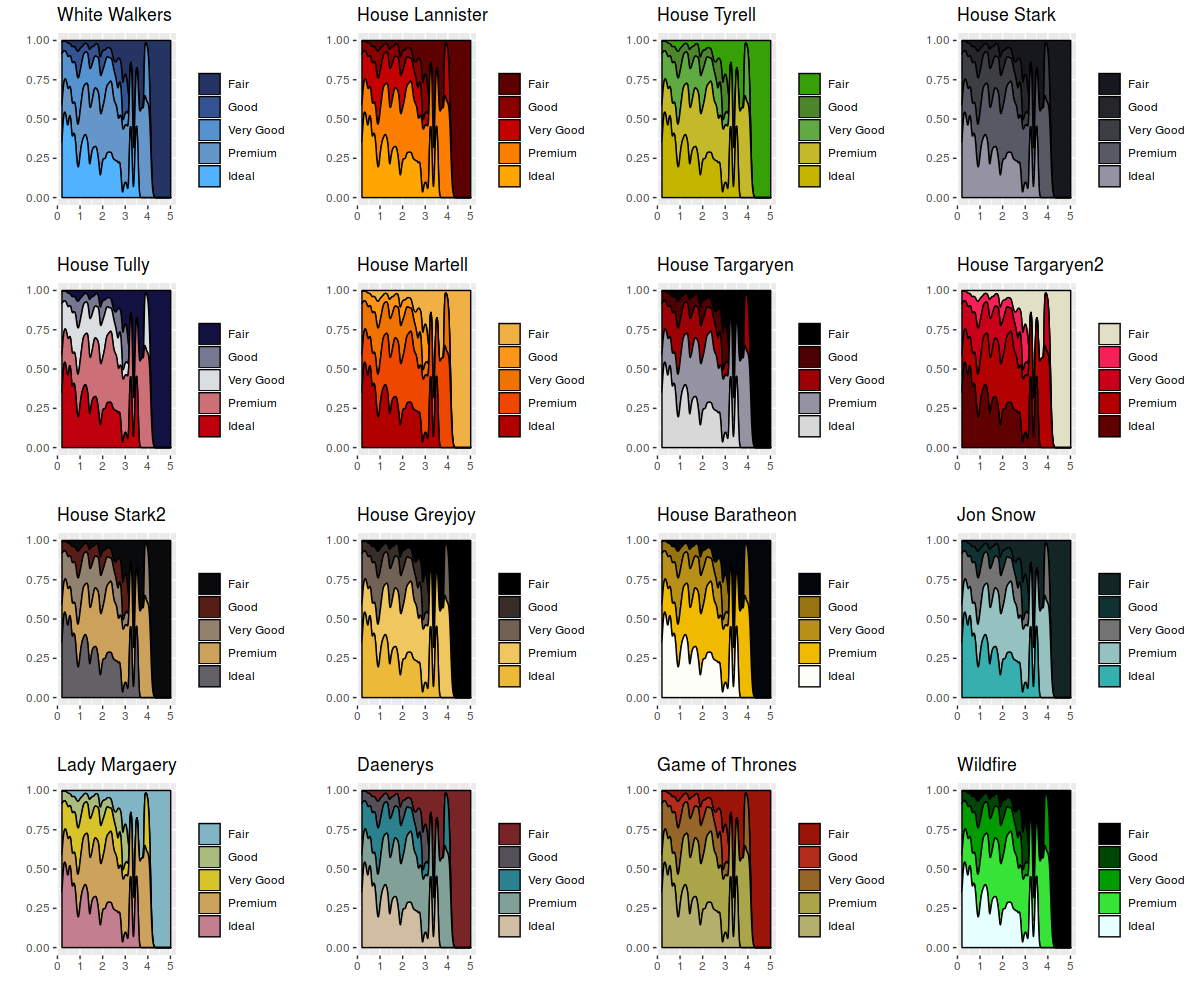 White Walkers
1.00
0.75
0.50
0.25
0.00
0 1 2 3 4 5
Fair
Good
Very Good
Premium
Ideal
House Lannister
1.00
0.75
0.50
0.25
0.00
0 1 2 3 4 5
Fair
Good
Very Good
Premium
Ideal
House Tyrell
1.00
0.75
0.50
0.25
0.00
0 1 2 3 4 5
Fair
Good
Very Good
Premium
Ideal
House Stark
1.00
0.75
0.50
0.25
0.00
0 1 2 3 4 5
Fair
Good
Very Good
Premium
Ideal
House Tully
1.00
0.75
0.50
0.25
0.00
0 1 2 3 4 5
Fair
Good
Very Good
Premium
Ideal
House Martell
1.00
0.75
0.50
0.25
0.00
0 1 2 3 4 5
Fair
Good
Very Good
Premium
Ideal
House Targaryen
1.00
0.75
0.50
0.25
0.00
0 1 2 3 4 5
Fair
Good
Very Good
Premium
Ideal
House Targaryen2
1.00
0.75
0.50
0.25
0.00
0 1 2 3 4 5
Fair
Good
Very Good
Premium
Ideal
House Stark2
1.00
0.75
0.50
0.25
0.00
0 1 2 3 4 5
Fair
Good
Very Good
Premium
Ideal
House Greyjoy
1.00
0.75
0.50
0.25
0.00
0 1 2 3 4 5
Fair
Good
Very Good
Premium
Ideal
House Baratheon
1.00
0.75
0.50
0.25
0.00
0 1 2 3 4 5
Fair
Good
Very Good
Premium
Ideal
Jon Snow
1.00
0.75
0.50
0.25
0.00
0 1 2 3 4 5
Fair
Good
Very Good
Premium
Ideal
Lady Margaery
1.00
0.75
0.50
0.25
0.00
0 1 2 3 4 5
Fair
Good
Very Good
Premium
Ideal
Daenerys
1.00
0.75
0.50
0.25
0.00
0 1 2 3 4 5
Fair
Good
Very Good
Premium
Ideal
Game of Thrones
1.00
0.75
0.50
0.25
0.00
0 1 2 3 4 5
Fair
Good
Very Good
Premium
Ideal
Wildfire
1.00
0.75
0.50
0.25
0.00
0 1 2 3 4 5
Fair
Good
Very Good
Premium
Ideal